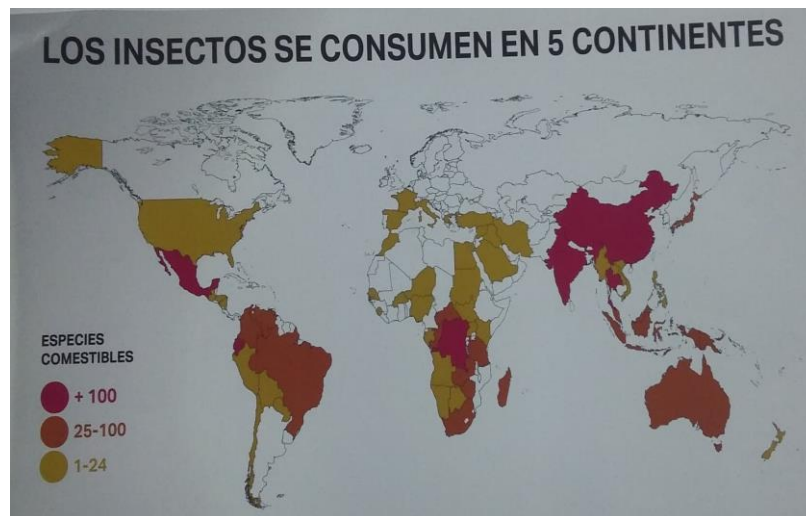 LOS INSECTOS SE CONSUMEN EN 5 CONTINENTES
ESPECIES
COMESTIBLES
+ 100
25-100
1-24